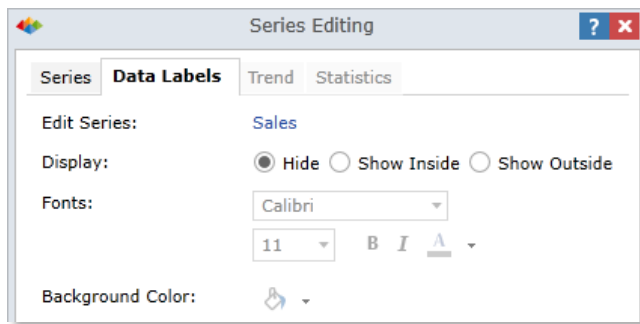 Series Editing
? x
Series Data Labels Trend Statistics
Edit Series: Sales
Display: Hide Show Inside Show Outside
Fonts: Calibri
11 B I A
Background Color: